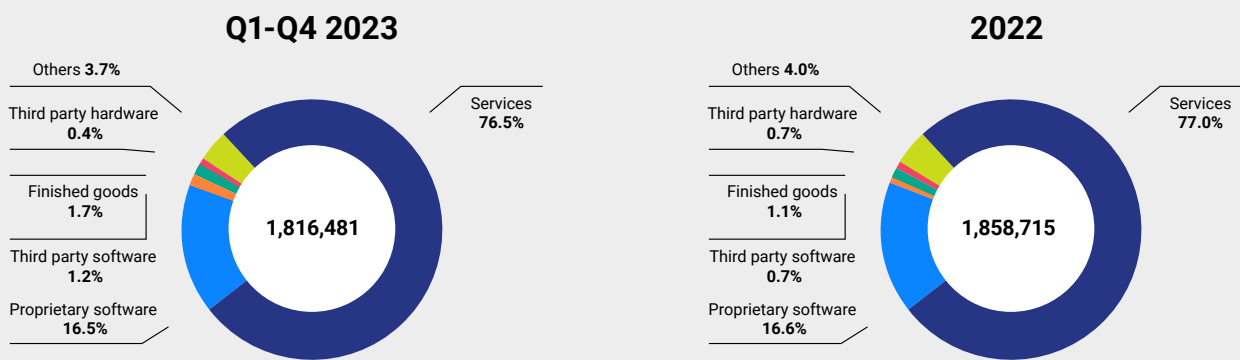 Q1-Q4 2023
Others 3.7%
Third party hardware
0.4%
Finished goods
1.7%
Third party software
1.2%
Proprietary software
16.5%
Services
76.5%
1,816,481
2022
Others 4.0%
Third party hardware
0.7%
Finished goods
1.1%
Third party software
0.7%
Proprietary software
16.6%
Services
77.0%
1,858,715